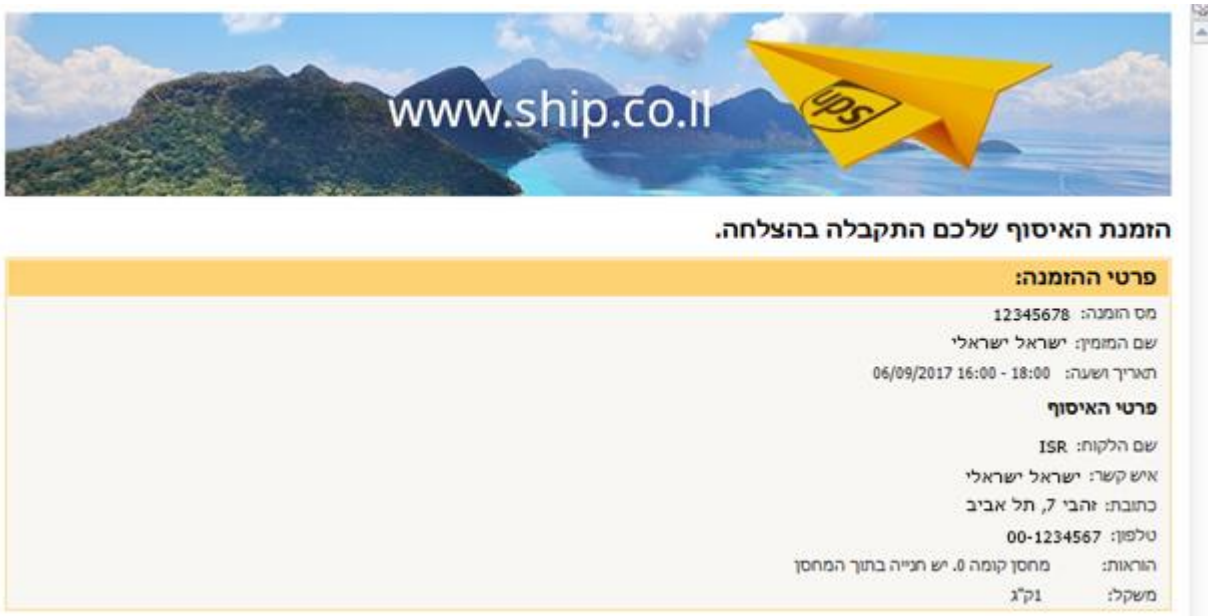 www.ship.co.il
ups
הזמנת האיסוף שלכם התקבלה בהצלחה.
פרטי ההזמנה:
מס הזמנה: 12345678
שם המזמין: ישראל ישראלי
תאריך ושעה: 06/09/2017 16:00 - 18:00
פרטי האיסוף
שם הלקוח: ISR
איש קשר: ישראל ישראלי
כתובת: זהבי 7, תל אביב
טלפון: 00-1234567
הוראות: מחסן קומה 0. יש חנייה בתוך המחסן
משקל: 1ק"ג